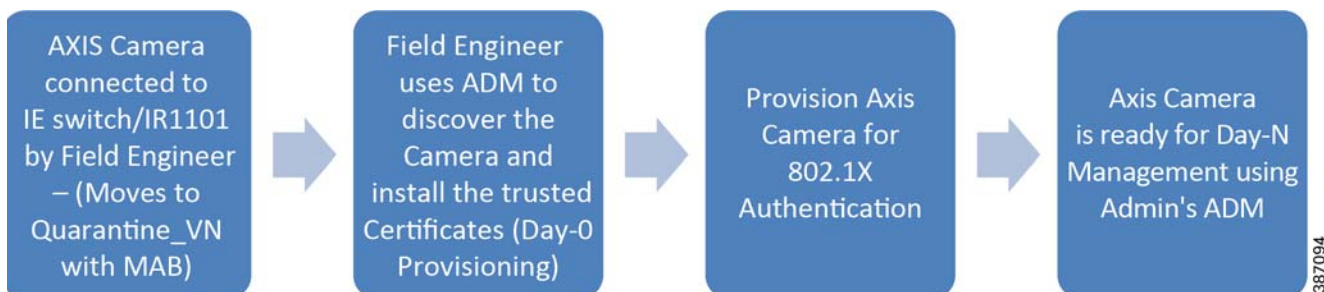 AXIS Camera
connected to
IE switch/IR1101
by Field Engineer
– (Moves to
Quarantine_VN
with MAB)
Field Engineer
uses ADM to
discover the
Camera and
install the trusted
Certificates (Day-0
Provisioning)
Provision Axis
Camera for
802.1X
Authentication
Axis Camera
is ready for Day-N
Management using
Admin's ADM
387094